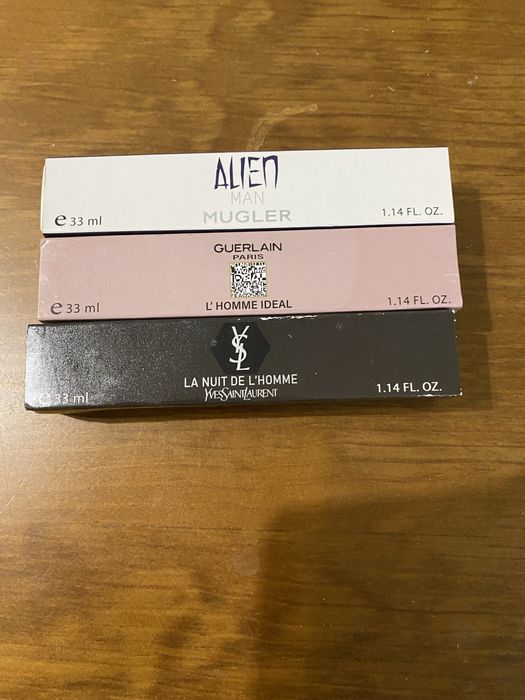 ALIEN
MAN
MUGLER
e 33 ml
1.14 FL. OZ.
GUERLAIN
PARIS
e 33 ml
L' HOMME IDEAL
1.14 FL. OZ.
YSL
LA NUIT DE L'HOMME
YVESSAINTLAURENT
e 33 ml
1.14 FL. OZ.